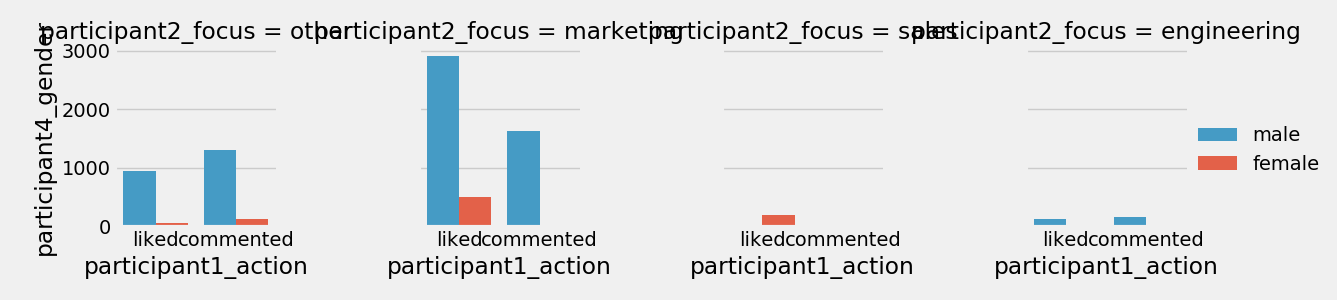 participant2_focus = other
participant2_focus = marketing
participant2_focus = sales
participant2_focus = engineering
participant4_gender
3000
2000
1000
0
liked commented
liked commented
liked commented
liked commented
participant1_action
participant1_action
participant1_action
participant1_action
male
female